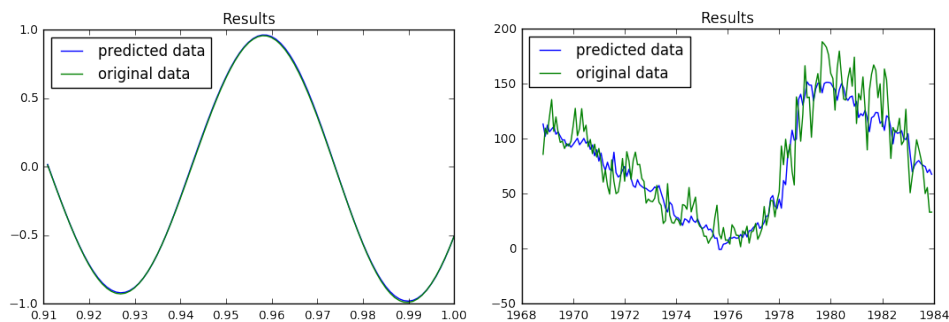 Results
predicted data
original data
1.0
0.5
0.0
−0.5
−1.0
0.91 0.92 0.93 0.94 0.95 0.96 0.97 0.98 0.99 1.00
Results
predicted data
original data
200
150
100
50
0
−50
1968 1970 1972 1974 1976 1978 1980 1982 1984